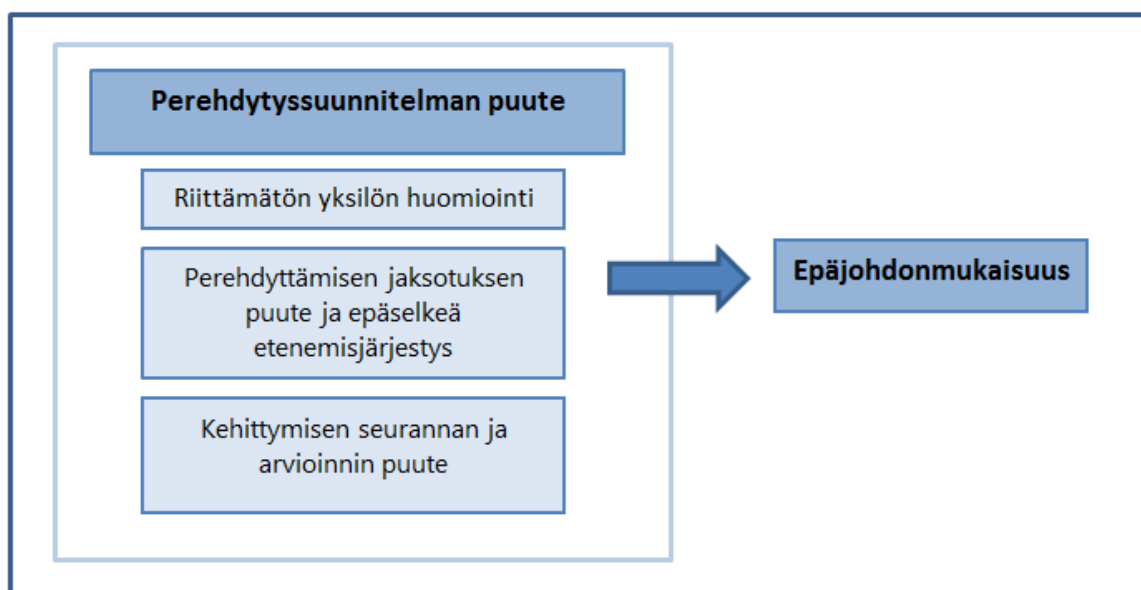 Perehdytyssuunnitelman puute
Riittämätön yksilön huomiointi
Perehdyttämisen jaksotuksen
puute ja epäselkeä
etenemisjärjestys
Kehittymisen seurannan ja
arvioinnin puute
Epäjohdonmukaisuus